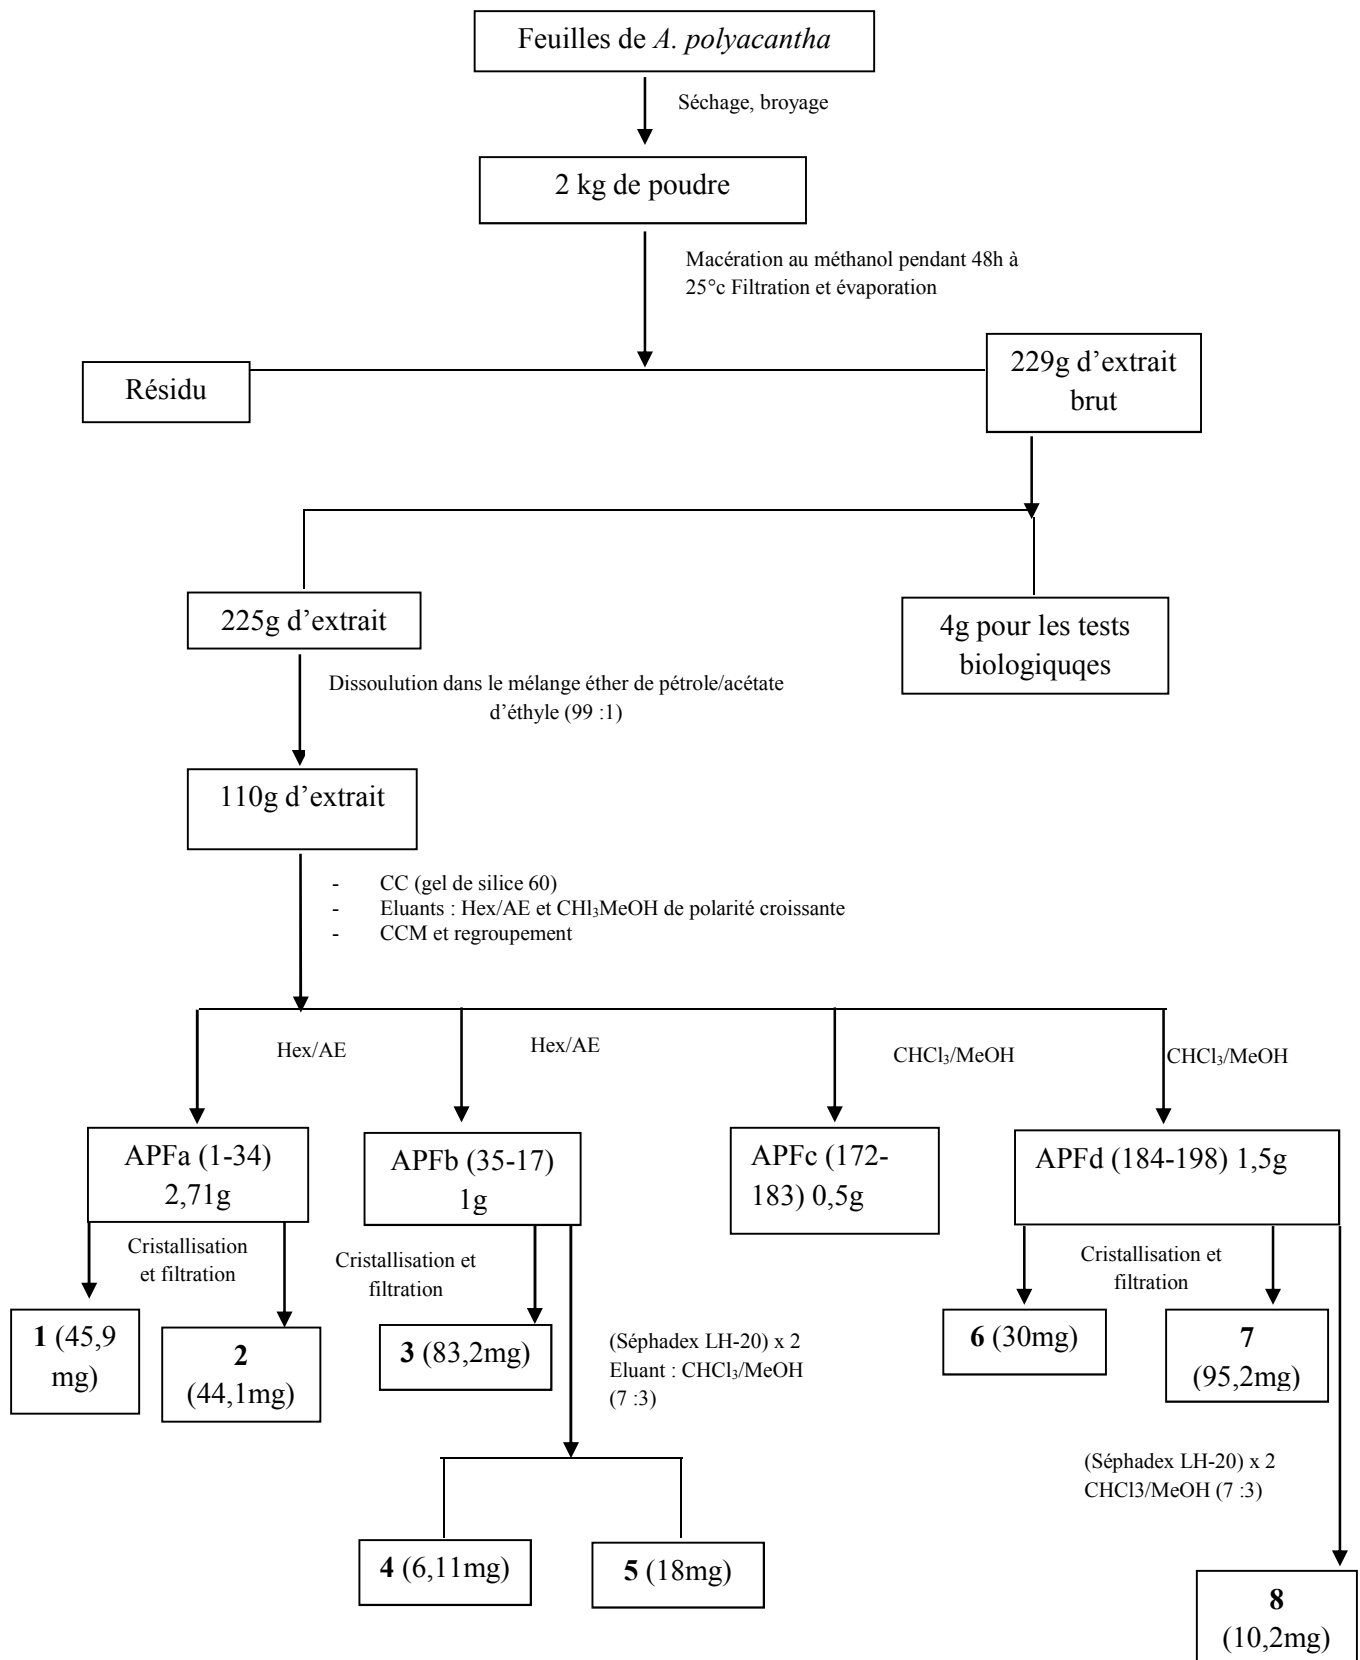 Feuilles de A. polyacantha
Séchage, broyage
2 kg de poudre
Macération au méthanol pendant 48h à
25°c Filtration et évaporation
Résidu
229g d’extrait
brut
225g d’extrait
4g pour les tests
biologiquqes
Dissoulution dans le mélange éther de pétrole/acétate
d’éthyle (99 :1)
110g d’extrait
- CC (gel de silice 60)
- Eluants : Hex/AE et CHl₃MeOH de polarité croissante
- CCM et regroupement
Hex/AE
Hex/AE
CHCl₃/MeOH
CHCl₃/MeOH
APFa (1-34)
2,71g
APFb (35-17)
1g
APFc (172-
183) 0,5g
APFd (184-198) 1,5g
Cristallisation
et filtration
Cristallisation et
filtration
Cristallisation et
filtration
1 (45,9
mg)
2
(44,1mg)
3 (83,2mg)
(Séphadex LH-20) x 2
Eluant : CHCl₃/MeOH
(7 :3)
6 (30mg)
7
(95,2mg)
(Séphadex LH-20) x 2
CHCl3/MeOH (7 :3)
4 (6,11mg)
5 (18mg)
8
(10,2mg)